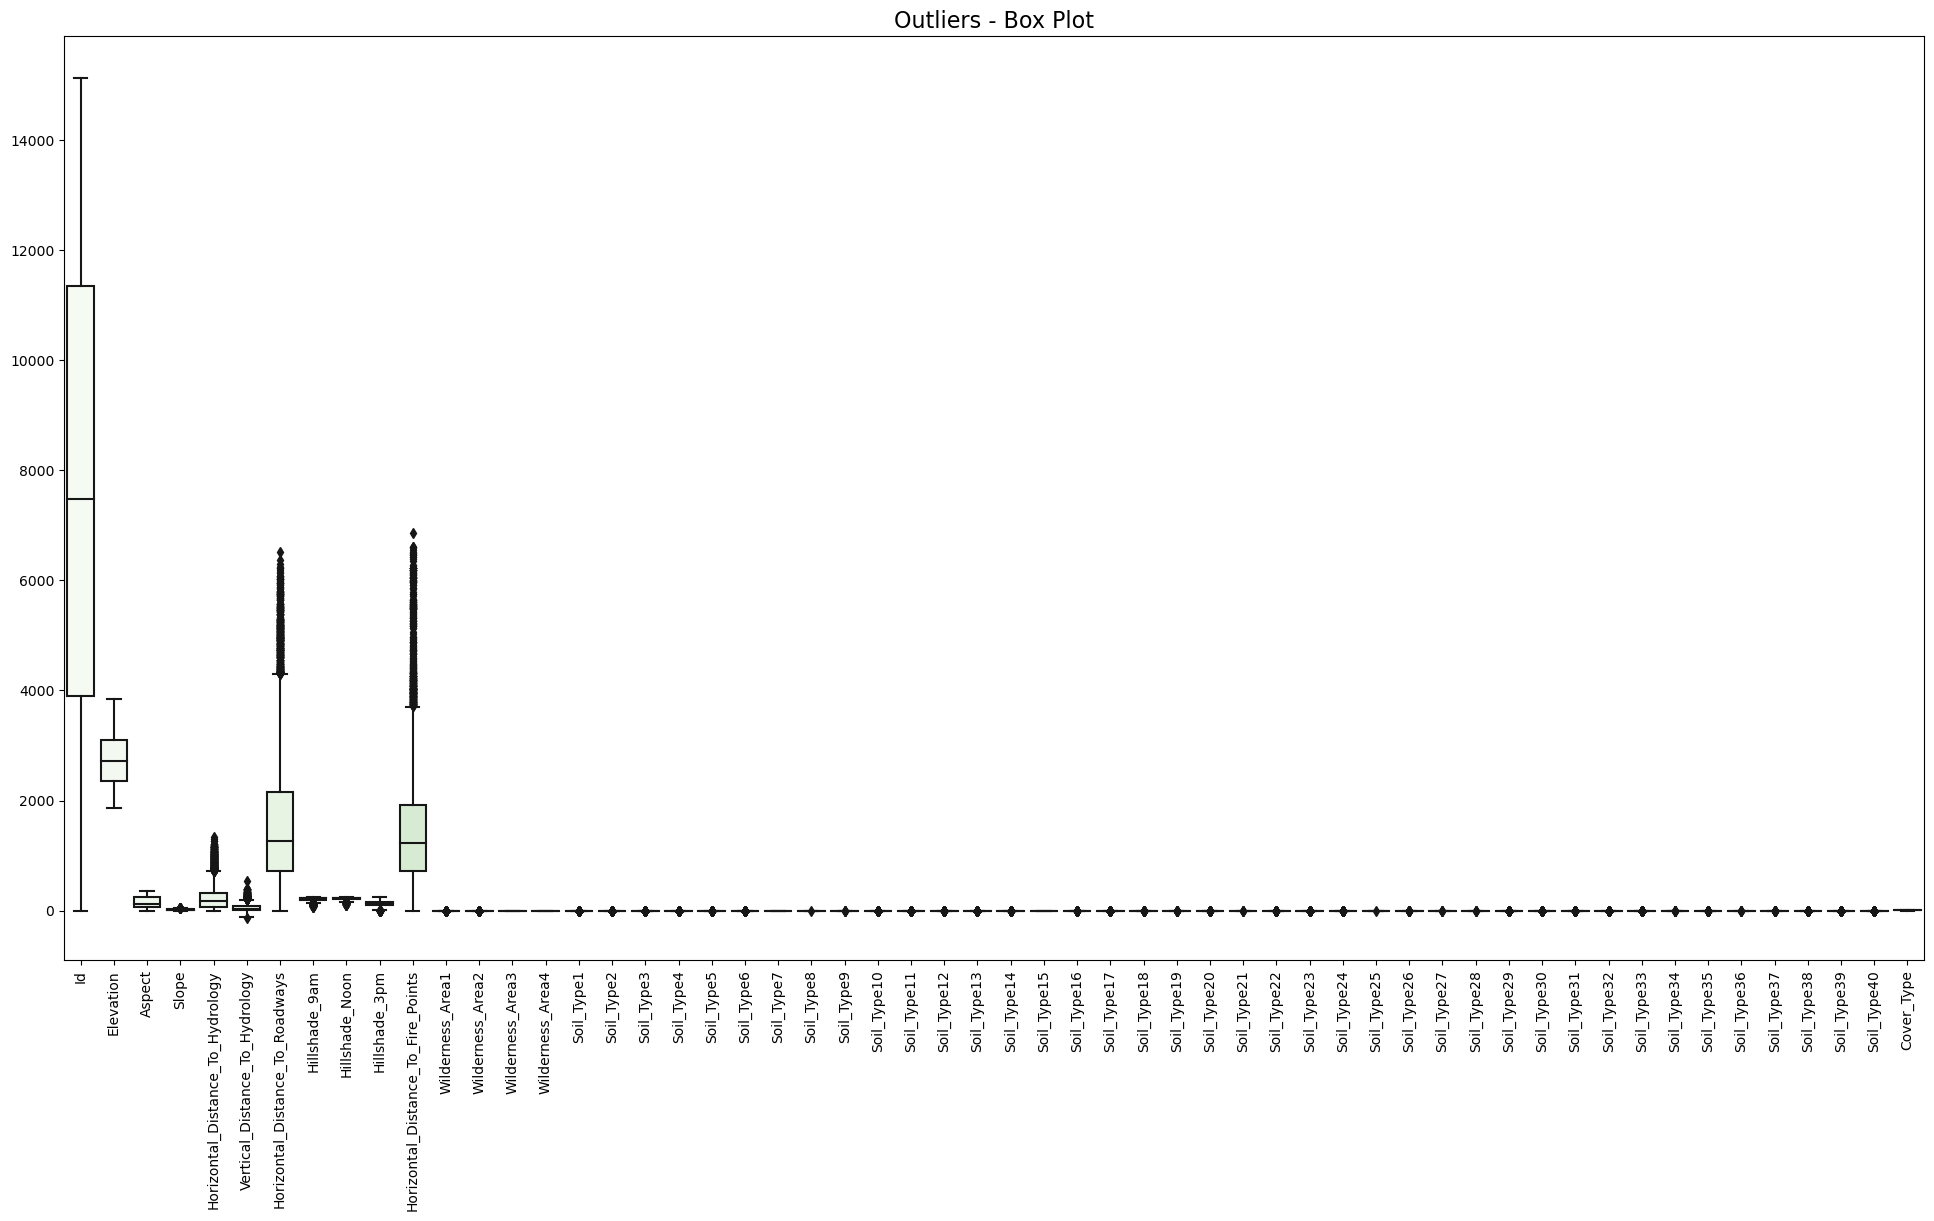 Outliers - Box Plot
14000
12000
10000
8000
6000
4000
2000
0
Id
Elevation
Aspect
Slope
Horizontal_Distance_To_Hydrology
Vertical_Distance_To_Hydrology
Horizontal_Distance_To_Roadways
Hillshade_9am
Hillshade_Noon
Hillshade_3pm
Horizontal_Distance_To_Fire_Points
Wilderness_Area1
Wilderness_Area2
Wilderness_Area3
Wilderness_Area4
Soil_Type1
Soil_Type2
Soil_Type3
Soil_Type4
Soil_Type5
Soil_Type6
Soil_Type7
Soil_Type8
Soil_Type9
Soil_Type10
Soil_Type11
Soil_Type12
Soil_Type13
Soil_Type14
Soil_Type15
Soil_Type16
Soil_Type17
Soil_Type18
Soil_Type19
Soil_Type20
Soil_Type21
Soil_Type22
Soil_Type23
Soil_Type24
Soil_Type25
Soil_Type26
Soil_Type27
Soil_Type28
Soil_Type29
Soil_Type30
Soil_Type31
Soil_Type32
Soil_Type33
Soil_Type34
Soil_Type35
Soil_Type36
Soil_Type37
Soil_Type38
Soil_Type39
Soil_Type40
Cover_Type